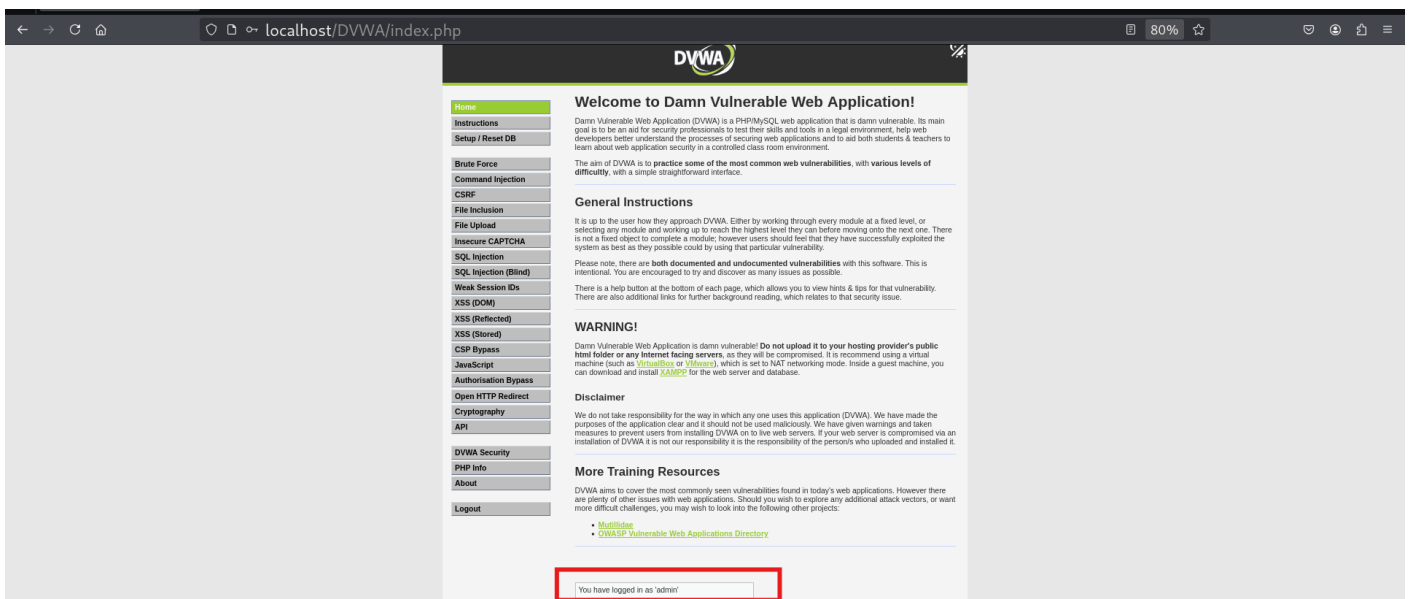 localhost/DVWA/index.php
80%
DVWA
Home
Instructions
Setup / Reset DB
Brute Force
Command Injection
CSRF
File Inclusion
File Upload
Insecure CAPTCHA
SQL Injection
SQL Injection (Blind)
Weak Session IDs
XSS (DOM)
XSS (Reflected)
XSS (Stored)
CSP Bypass
JavaScript
Authorisation Bypass
Open HTTP Redirect
Cryptography
API
DVWA Security
PHP Info
About
Logout
Welcome to Damn Vulnerable Web Application!
Damn Vulnerable Web Application (DVWA) is a PHP/MySQL web application that is damn vulnerable. Its main
goal is to be an aid for security professionals to test their skills and tools in a legal environment, help web
developers better understand the processes of securing web applications and to aid both students & teachers to
learn about web application security in a controlled class room environment.
The aim of DVWA is to practice some of the most common web vulnerabilities, with various levels of
difficultly, with a simple straightforward interface.
General Instructions
It is up to the user how they approach DVWA. Either by working through every module at a fixed level, or
selecting any module and working up to reach the highest level they can before moving onto the next one. There
is not a fixed object to complete a module; however users should feel that they have successfully exploited the
system as best as they possible could by using that particular vulnerability.
Please note, there are both documented and undocumented vulnerabilities with this software. This is
intentional. You are encouraged to try and discover as many issues as possible.
There is a help button at the bottom of each page, which allows you to view hints & tips for that vulnerability.
There are also additional links for further background reading, which relates to that security issue.
WARNING!
Damn Vulnerable Web Application is damn vulnerable! Do not upload it to your hosting provider's public
html folder or any Internet facing servers, as they will be compromised. It is recommend using a virtual
machine (such as VirtualBox or VMware), which is set to NAT networking mode. Inside a guest machine, you
can download and install XAMPP for the web server and database.
Disclaimer
We do not take responsibility for the way in which any one uses this application (DVWA). We have made the
purposes of the application clear and it should not be used maliciously. We have given warnings and taken
measures to prevent users from installing DVWA on to live web servers. If your web server is compromised via an
installation of DVWA it is not our responsibility it is the responsibility of the person/s who uploaded and installed it.
More Training Resources
DVWA aims to cover the most commonly seen vulnerabilities found in today's web applications. However there
are plenty of other issues with web applications. Should you wish to explore any additional attack vectors, or want
more difficult challenges, you may wish to look into the following other projects:
• Mutillidae
• OWASP Vulnerable Web Applications Directory
You have logged in as 'admin'